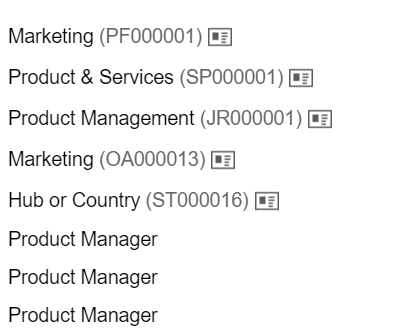 Marketing (PF000001)
Product & Services (SP000001)
Product Management (JR000001)
Marketing (OA000013)
Hub or Country (ST000016)
Product Manager
Product Manager
Product Manager